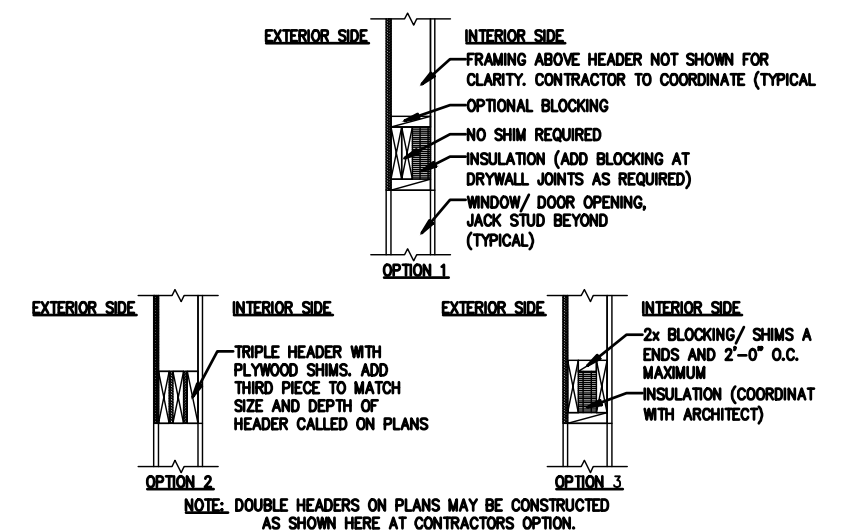 EXTERIOR SIDE
INTERIOR SIDE
FRAMING ABOVE HEADER NOT SHOWN FOR
CLARITY. CONTRACTOR TO COORDINATE (TYPICAL
OPTIONAL BLOCKING
NO SHIM REQUIRED
INSULATION (ADD BLOCKING AT
DRYWALL JOINTS AS REQUIRED)
WINDOW/ DOOR OPENING,
JACK STUD BEYOND
(TYPICAL)
OPTION 1
EXTERIOR SIDE
INTERIOR SIDE
TRIPLE HEADER WITH
PLYWOOD SHIMS. ADD
THIRD PIECE TO MATCH
SIZE AND DEPTH OF
HEADER CALLED ON PLANS
OPTION 2
EXTERIOR SIDE
INTERIOR SIDE
2x BLOCKING/ SHIMS A
ENDS AND 2'-0" O.C.
MAXIMUM
INSULATION (COORDINAT
WITH ARCHITECT)
OPTION 3
NOTE: DOUBLE HEADERS ON PLANS MAY BE CONSTRUCTED
AS SHOWN HERE AT CONTRACTORS OPTION.